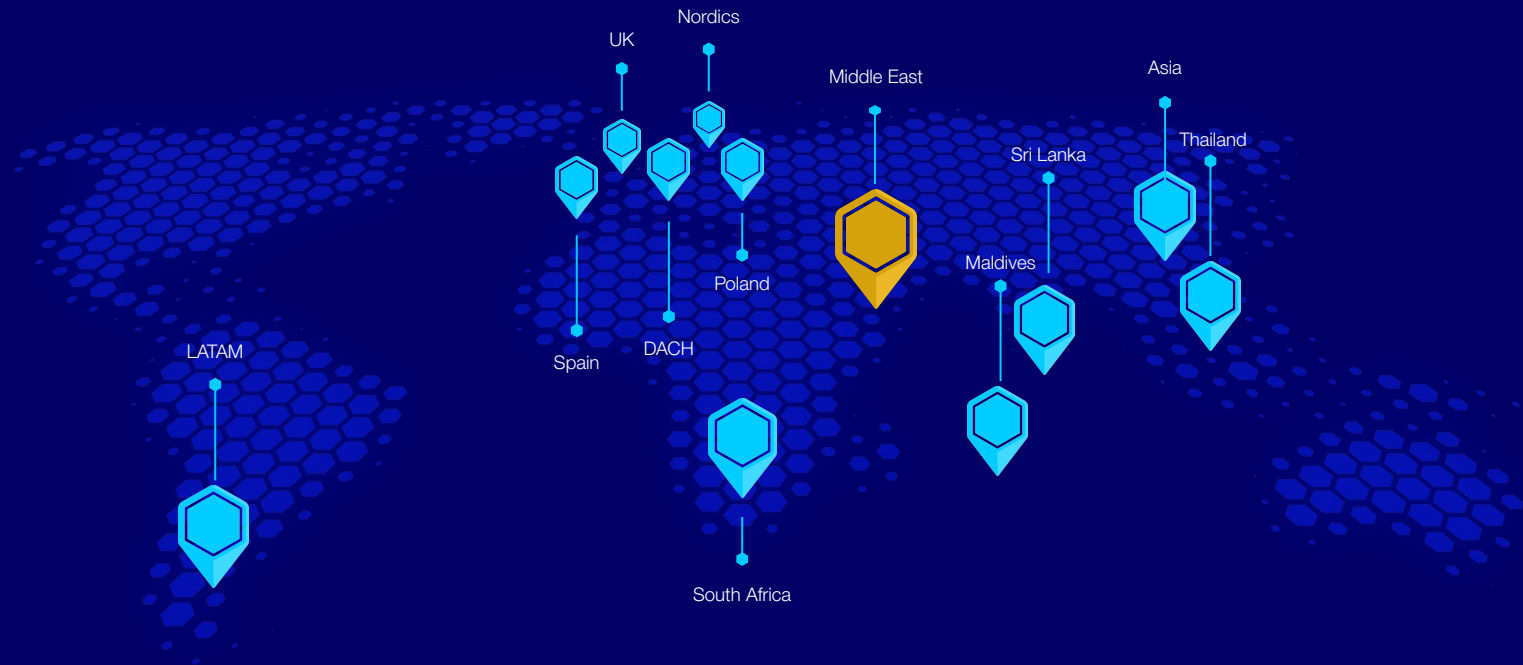 Nordics
UK
Asia
Middle East
Thailand
Sri Lanka
Maldives
Poland
DACH
LATAM
Spain
South Africa